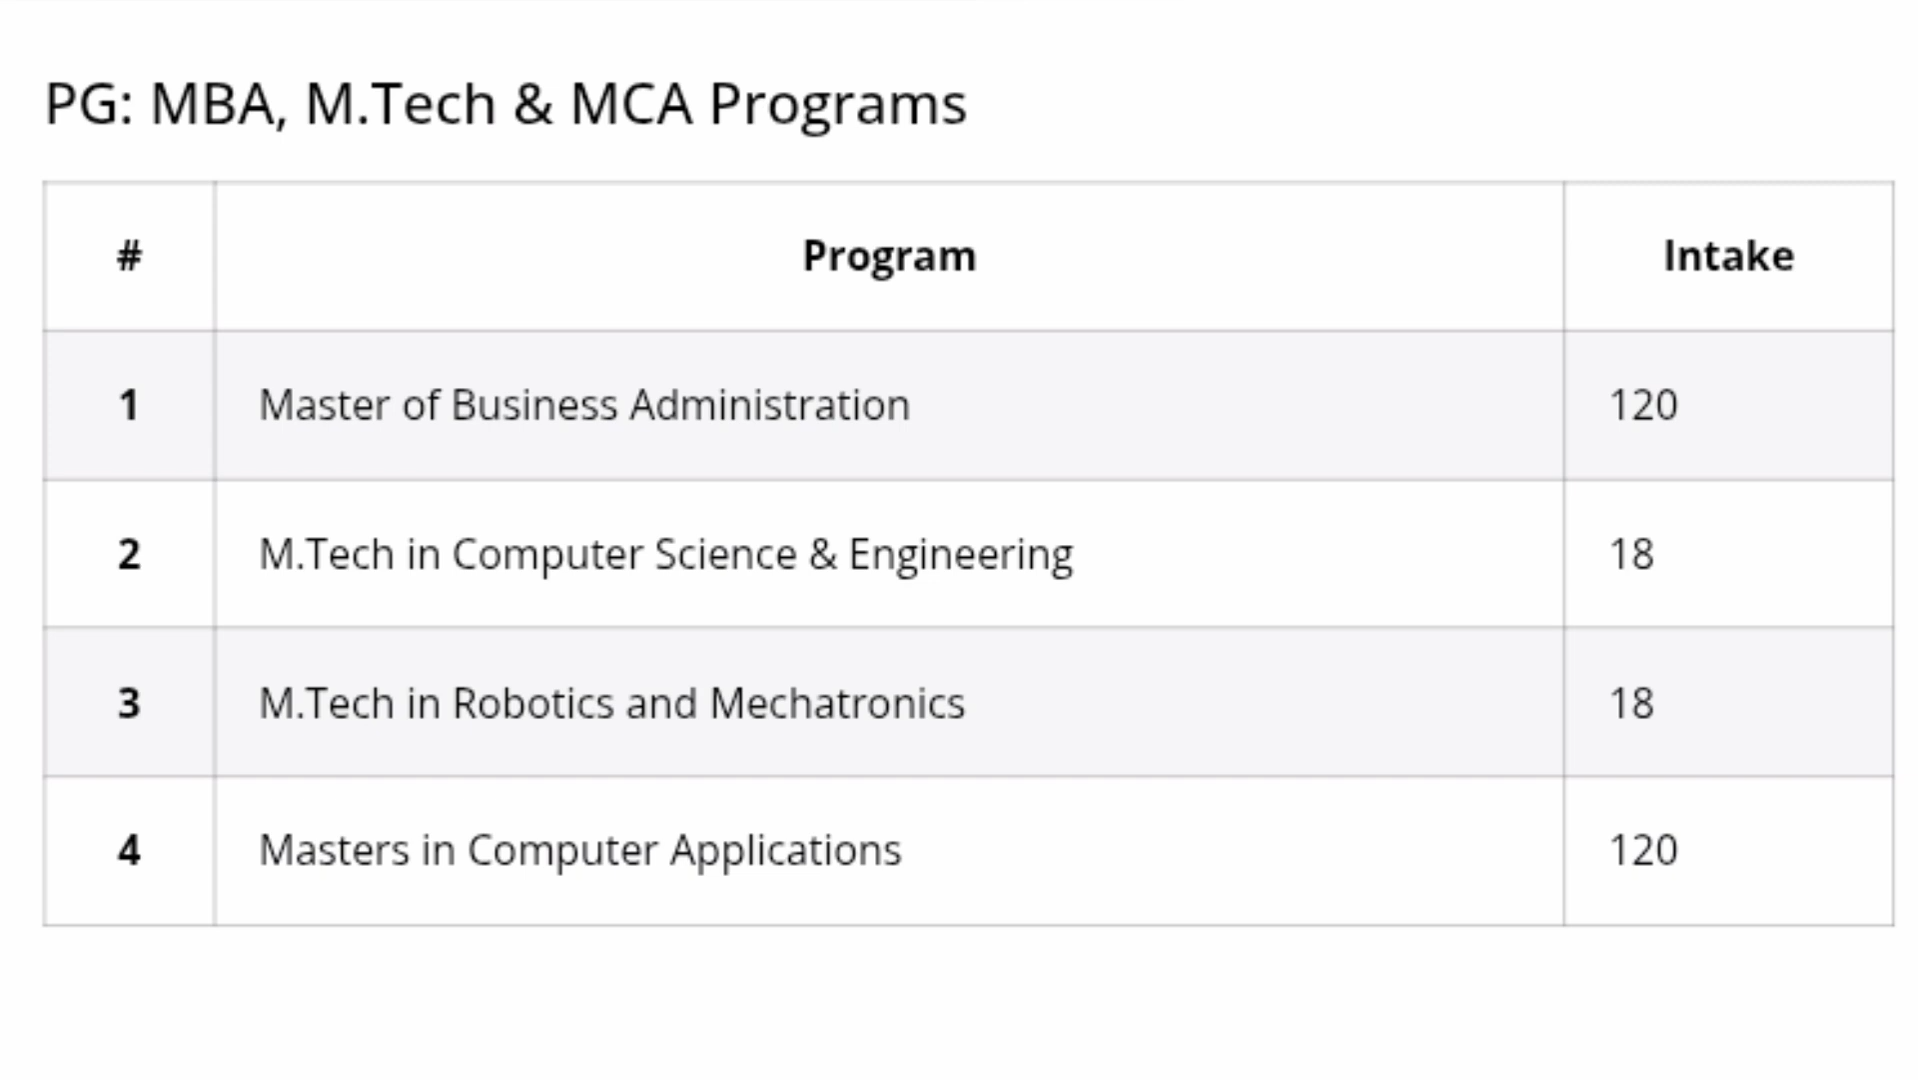 PG: MBA, M.Tech & MCA Programs
# Program Intake
1 Master of Business Administration 120
2 M.Tech in Computer Science & Engineering 18
3 M.Tech in Robotics and Mechatronics 18
4 Masters in Computer Applications 120